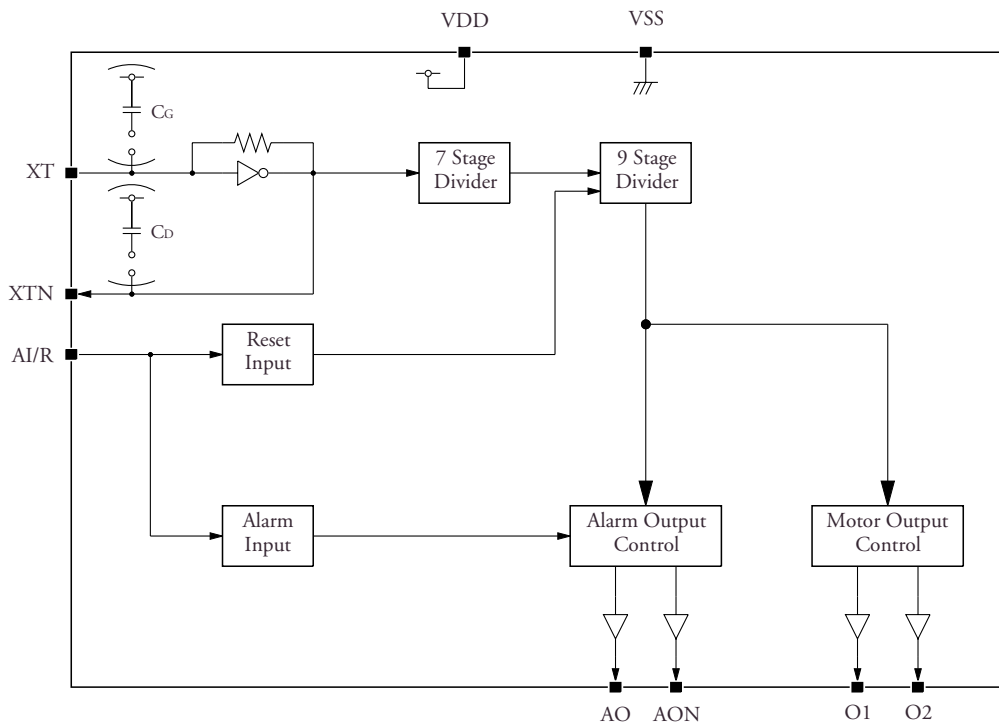 VDD
VSS
CG
XT
7 Stage
Divider
9 Stage
Divider
CD
XTN
AI/R
Reset
Input
Alarm
Input
Alarm Output
Control
Motor Output
Control
AO
AON
O1
O2